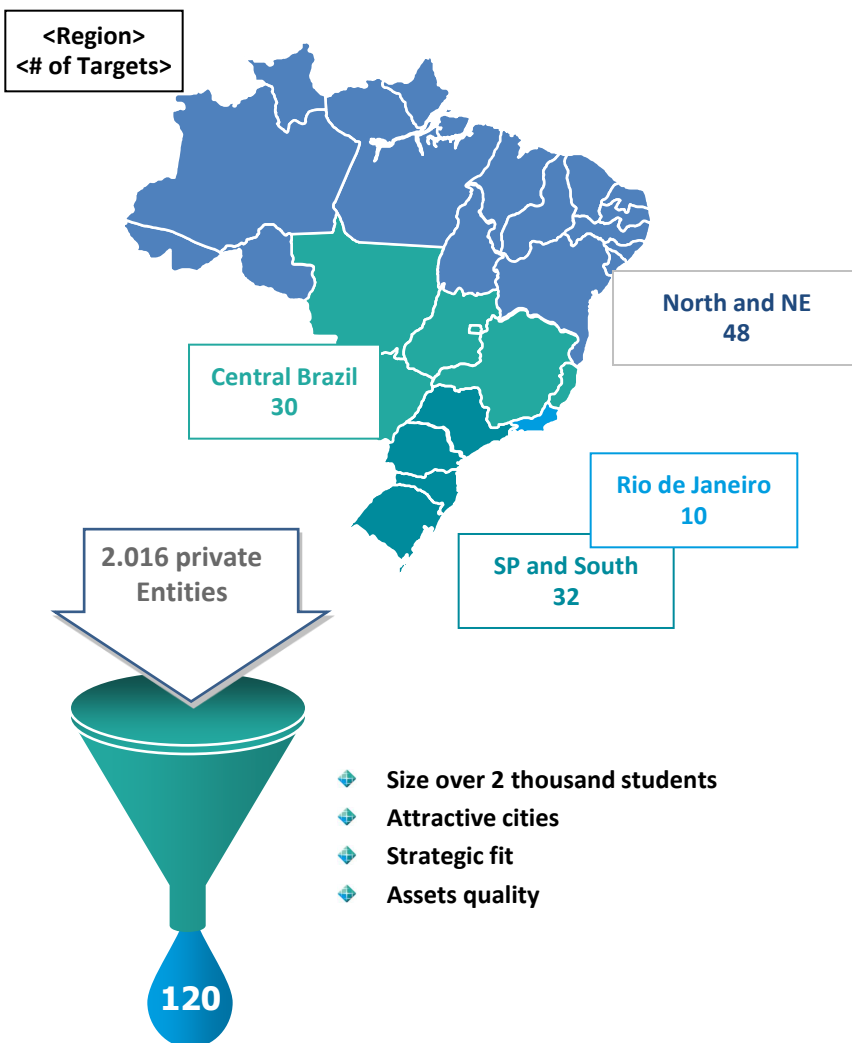 <Region>
<# of Targets>
North and NE
48
Central Brazil
30
Rio de Janeiro
10
SP and South
32
2.016 private
Entities
Size over 2 thousand students
Attractive cities
Strategic fit
Assets quality
120